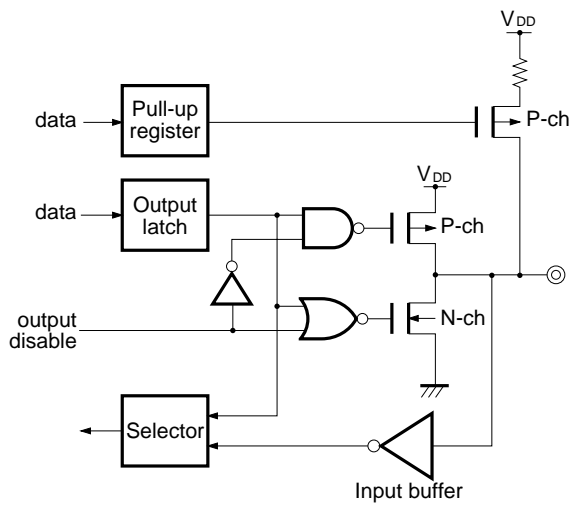 VDD
data
Pull-up
register
P-ch
VDD
data
Output
latch
P-ch
output
disable
N-ch
Selector
Input buffer